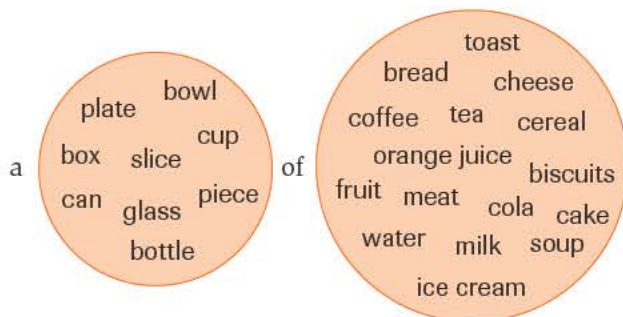 a
plate
bowl
box
slice
cup
can
glass
piece
bottle
of
toast
bread
cheese
coffee
tea
cereal
orange juice
biscuits
fruit
meat
cola
cake
water
milk
soup
ice cream